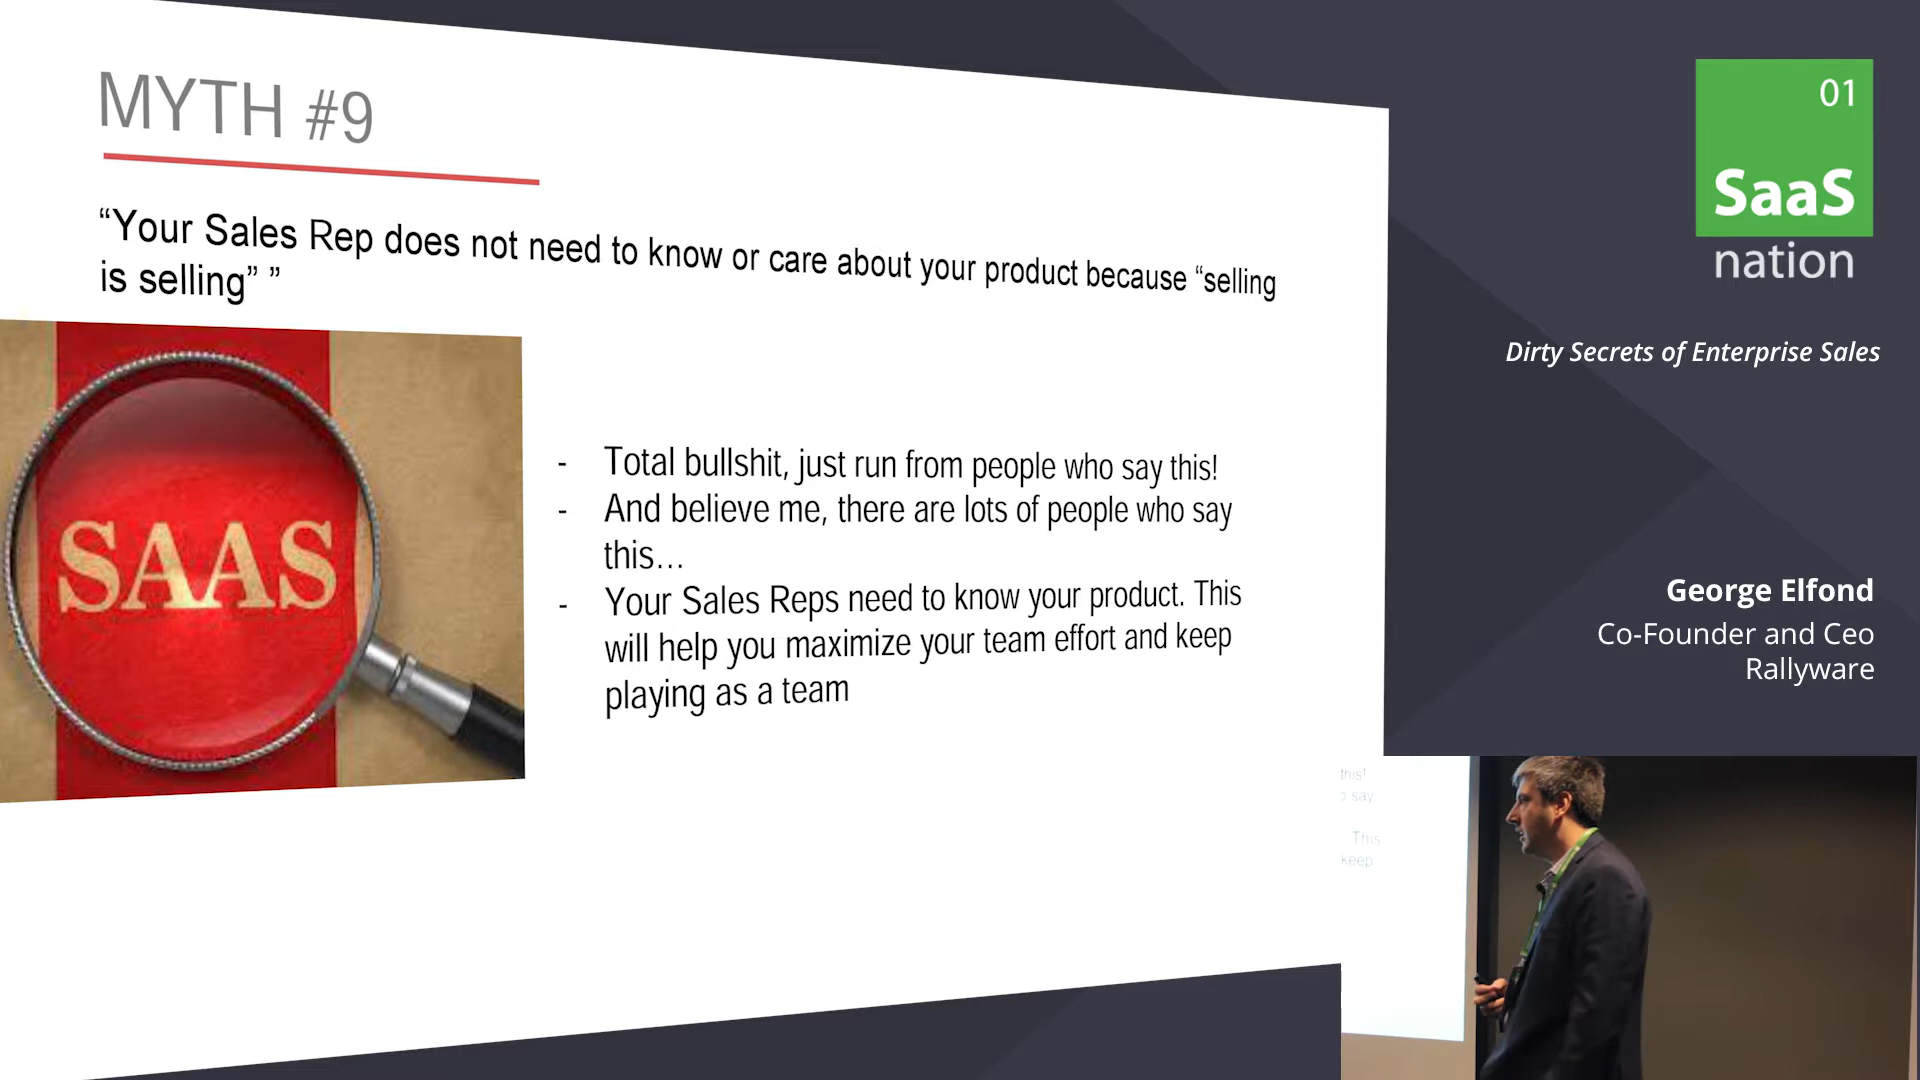 MYTH #9
“Your Sales Rep does not need to know or care about your product because “selling
is selling” ”
SAAS
- Total bullshit, just run from people who say this!
- And believe me, there are lots of people who say
this…
- Your Sales Reps need to know your product. This
will help you maximize your team effort and keep
playing as a team
01
SaaS
nation
Dirty Secrets of Enterprise Sales
George Elfond
Co-Founder and Ceo
Rallyware
this!
o say
This
keep